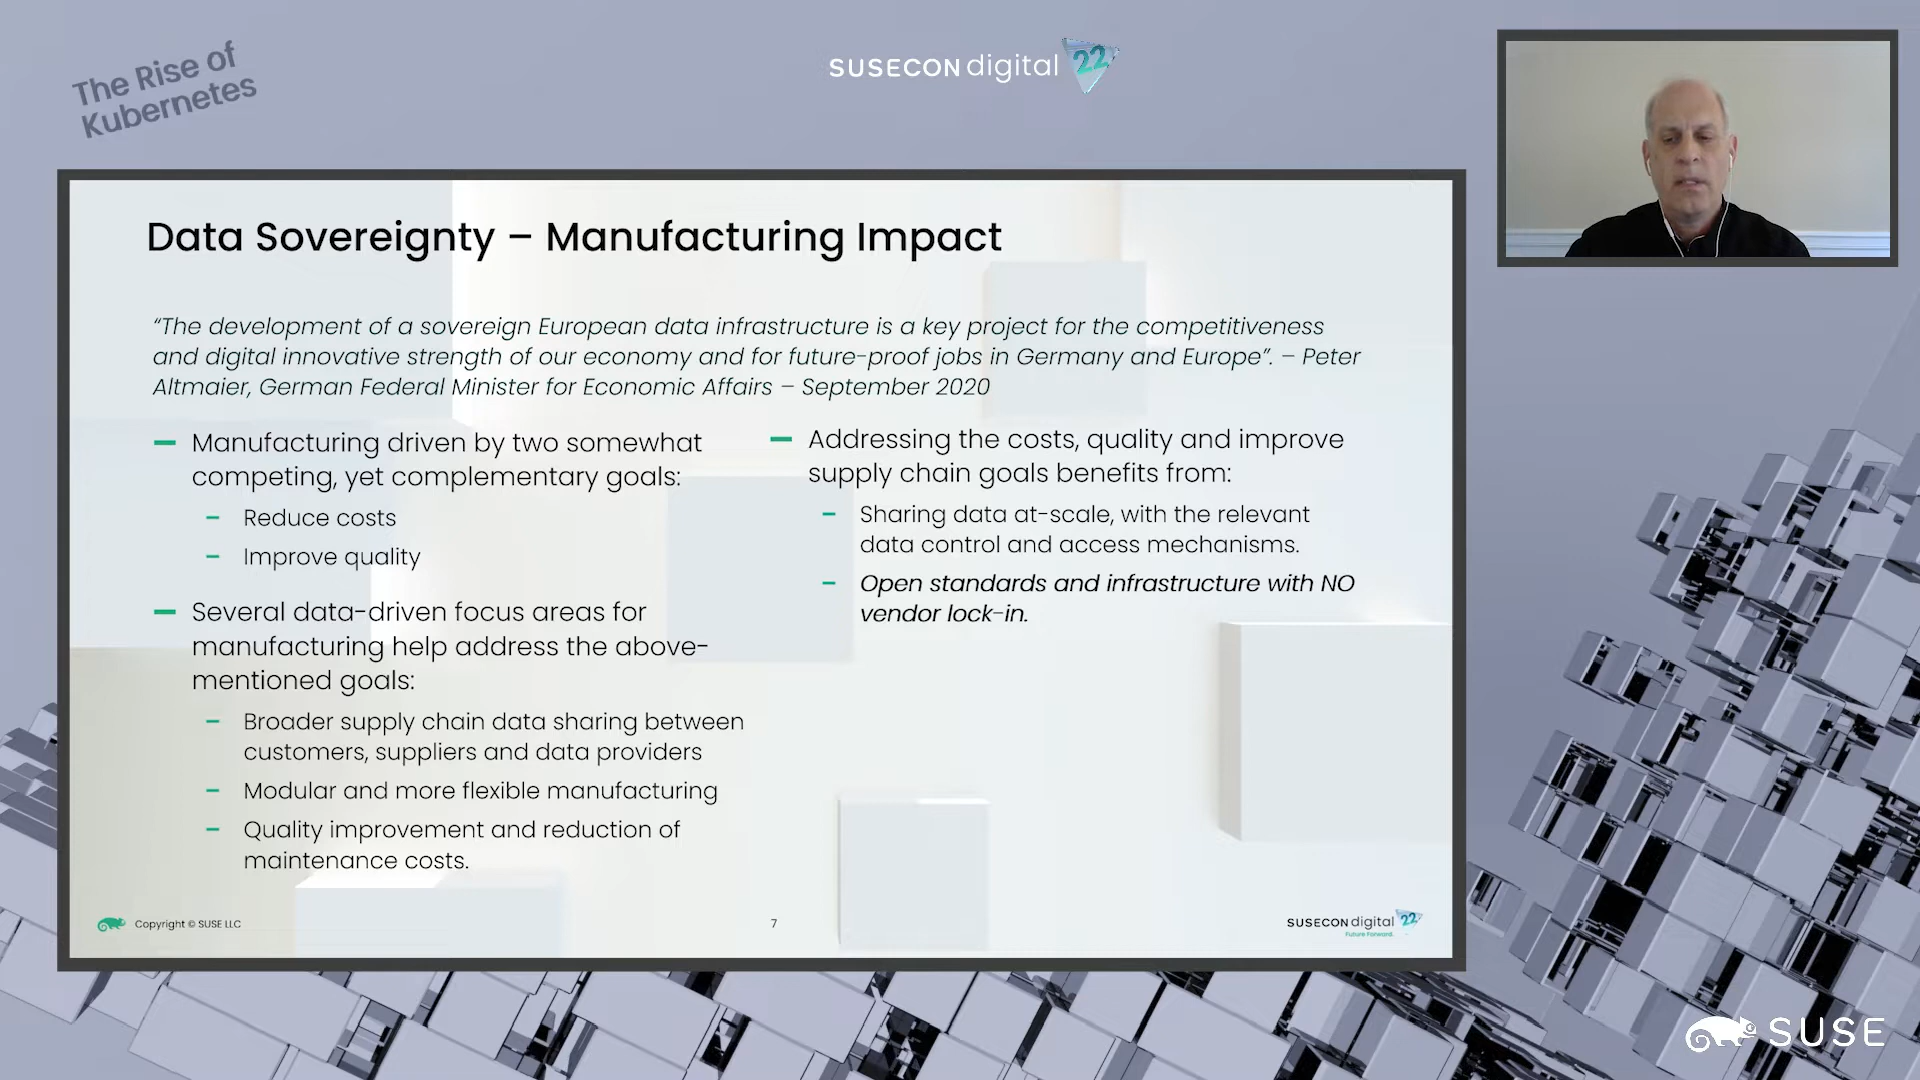 The Rise of
Kubernetes
SUSECON digital 22
Data Sovereignty – Manufacturing Impact
“The development of a sovereign European data infrastructure is a key project for the competitiveness
and digital innovative strength of our economy and for future-proof jobs in Germany and Europe”. – Peter
Altmaier, German Federal Minister for Economic Affairs – September 2020
– Manufacturing driven by two somewhat
competing, yet complementary goals:
– Reduce costs
– Improve quality
– Several data-driven focus areas for
manufacturing help address the above-
mentioned goals:
– Broader supply chain data sharing between
customers, suppliers and data providers
– Modular and more flexible manufacturing
– Quality improvement and reduction of
maintenance costs.
– Addressing the costs, quality and improve
supply chain goals benefits from:
– Sharing data at-scale, with the relevant
data control and access mechanisms.
– Open standards and infrastructure with NO
vendor lock-in.
Copyright © SUSE LLC
7
SUSECON digital 22
Future Forward.
SUSE